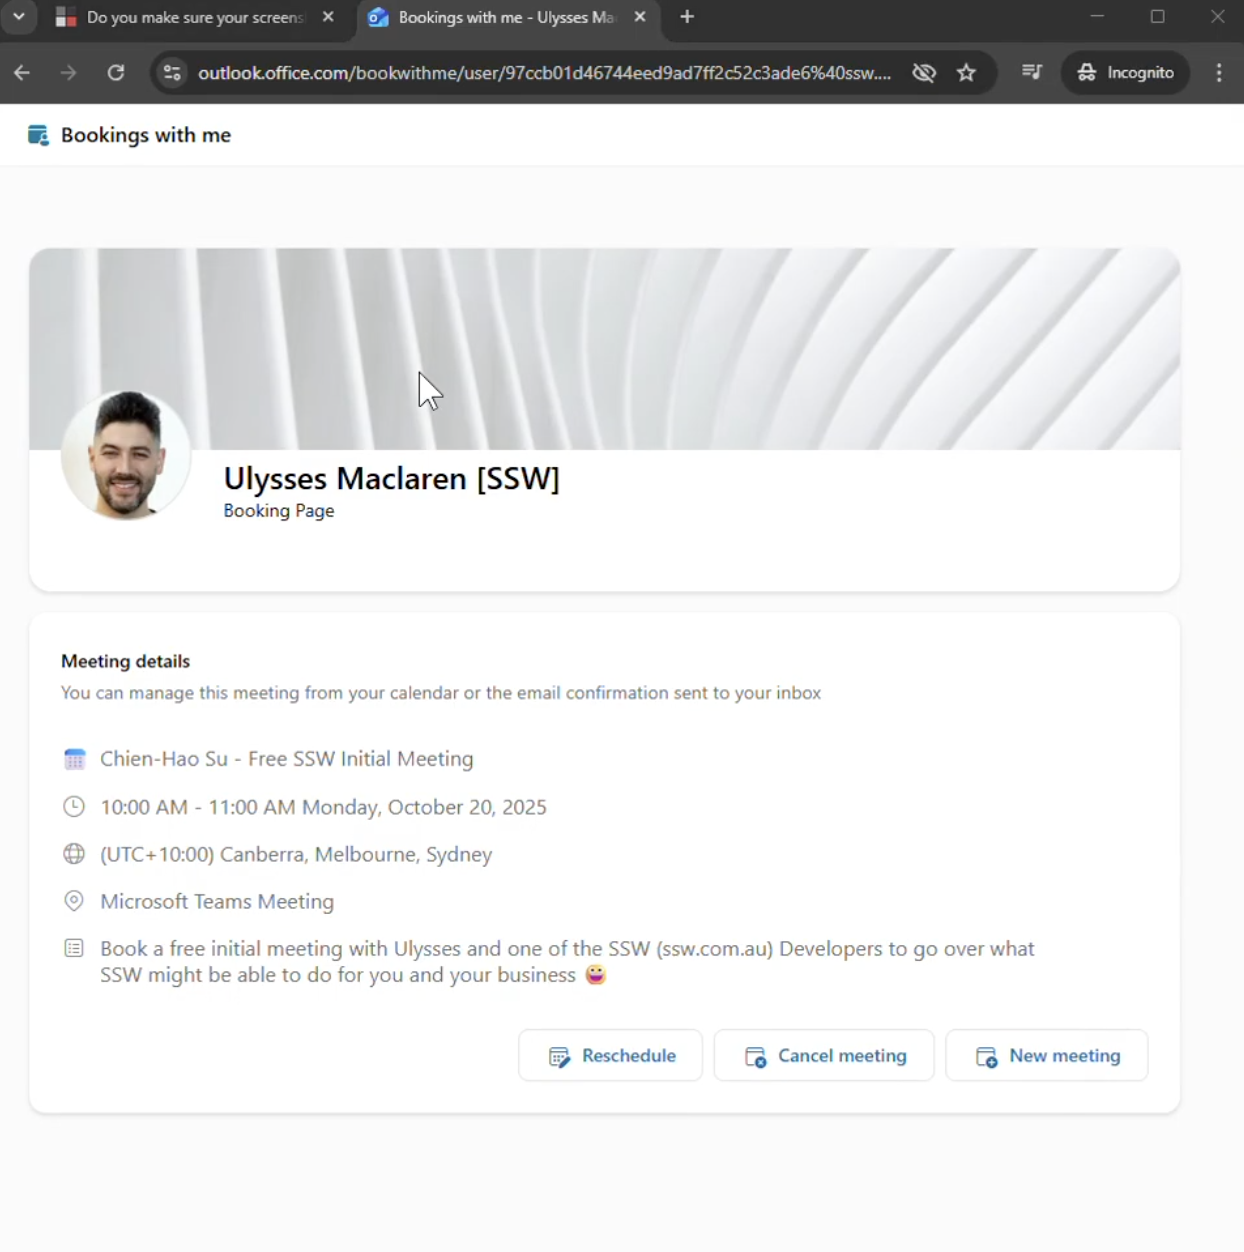 Do you make sure your screens
Bookings with me - Ulysses Ma
outlook.office.com/bookwithme/user/97ccb01d46744eed9ad7ff2c52c3ade6%40ssw....
Incognito
Bookings with me
Ulysses Maclaren [SSW]
Booking Page
Meeting details
You can manage this meeting from your calendar or the email confirmation sent to your inbox
Chien-Hao Su - Free SSW Initial Meeting
10:00 AM - 11:00 AM Monday, October 20, 2025
(UTC+10:00) Canberra, Melbourne, Sydney
Microsoft Teams Meeting
Book a free initial meeting with Ulysses and one of the SSW (ssw.com.au) Developers to go over what
SSW might be able to do for you and your business 😀
Reschedule
Cancel meeting
New meeting